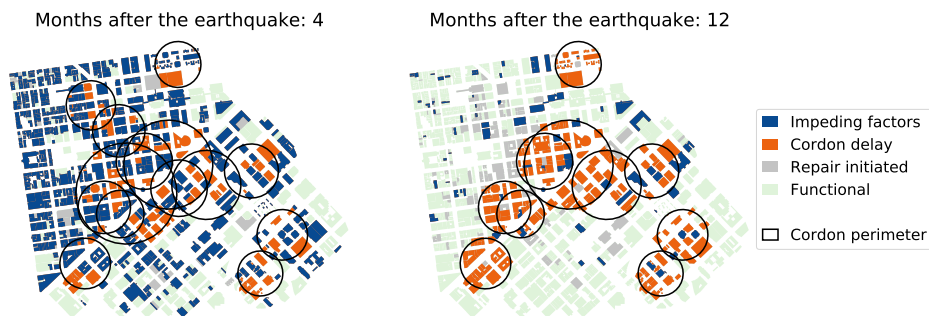 Months after the earthquake: 4
Months after the earthquake: 12
Impeding factors
Cordon delay
Repair initiated
Functional
Cordon perimeter